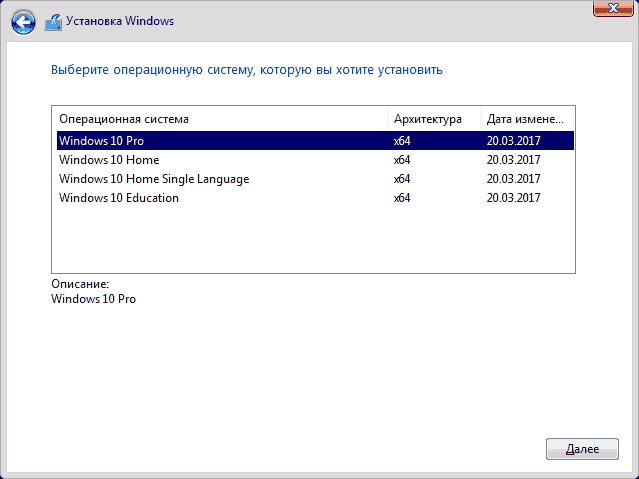 Установка Windows
Выберите операционную систему, которую вы хотите установить
Операционная система Архитектура Дата измене...
Windows 10 Pro x64 20.03.2017
Windows 10 Home x64 20.03.2017
Windows 10 Home Single Language x64 20.03.2017
Windows 10 Education x64 20.03.2017
Описание:
Windows 10 Pro
Далее